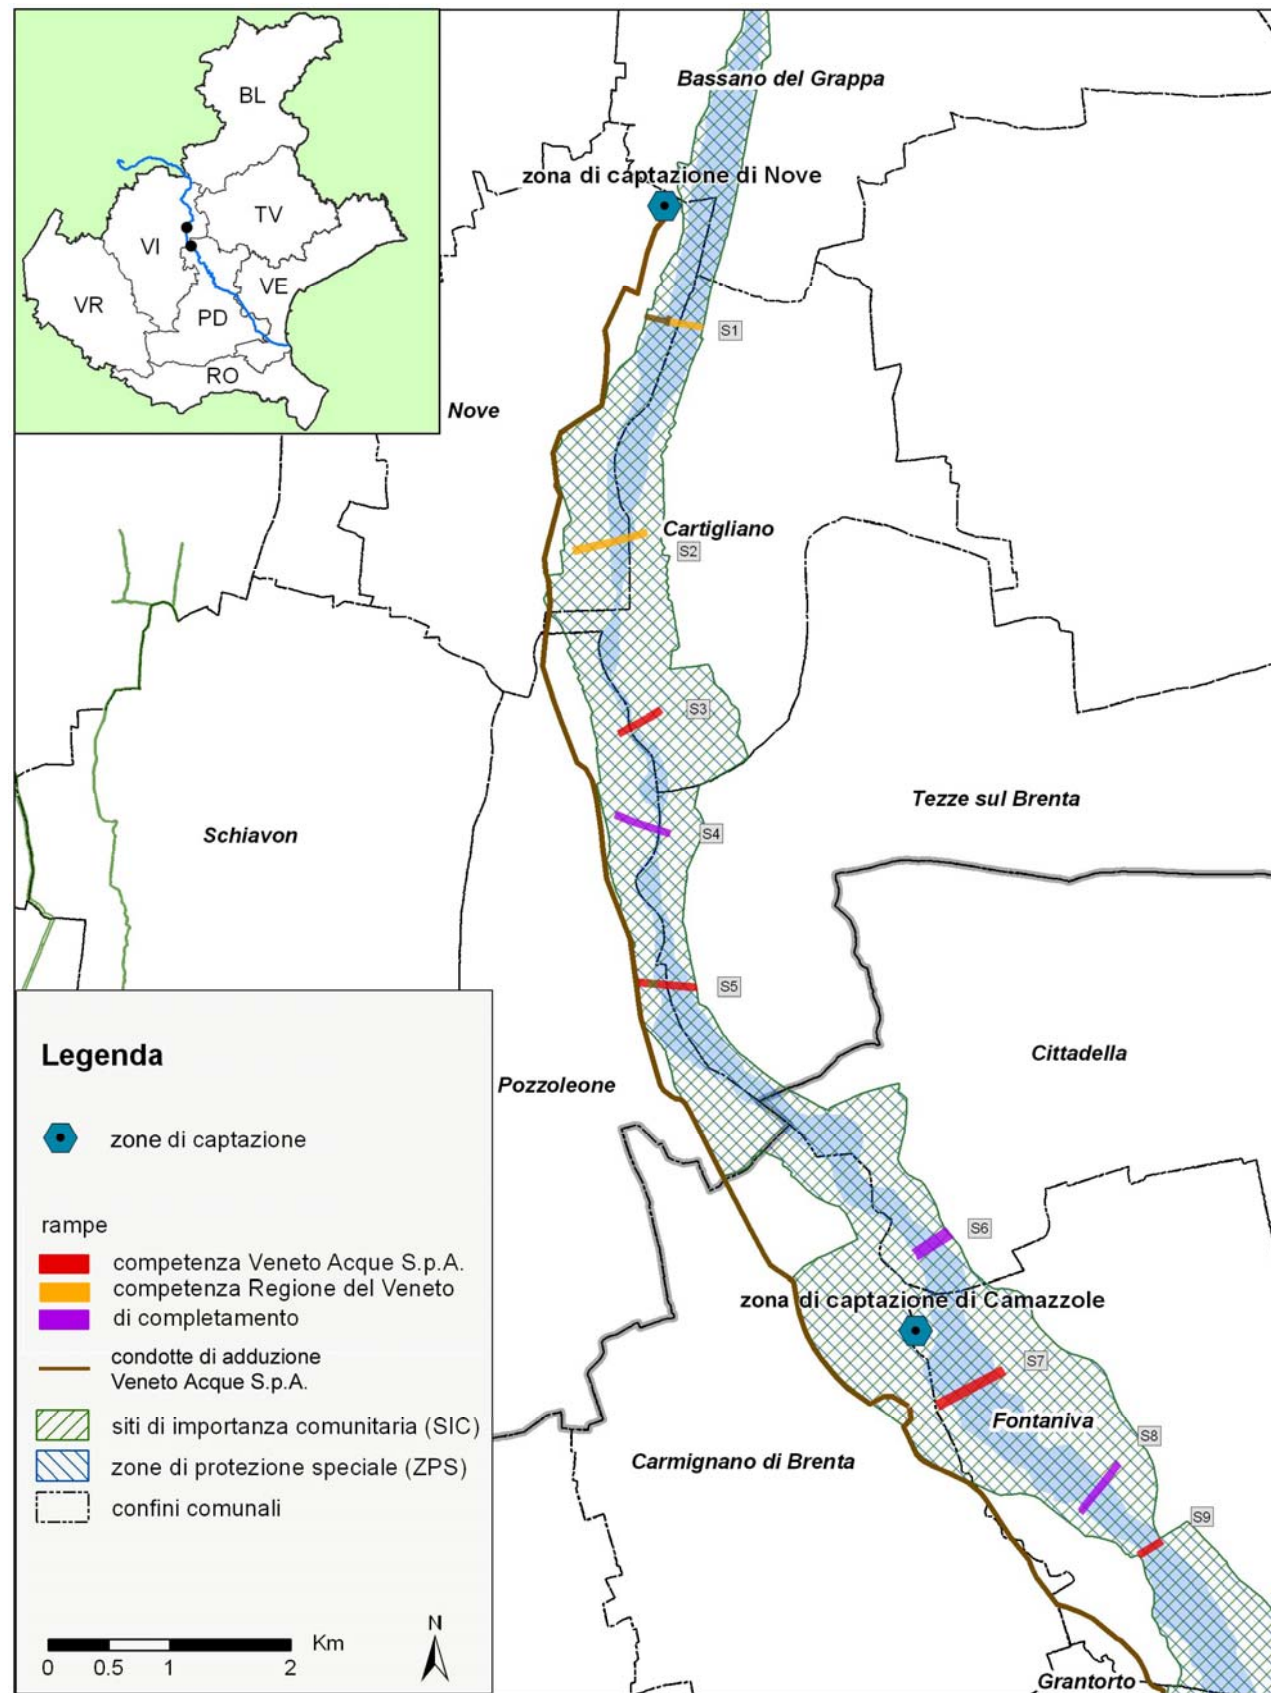 BL
Bassano del Grappa
zona di captazione di Nove
TV
VI
VE
VR
PD
S1
RO
Nove
Cartigliano
S2
S3
Tezze sul Brenta
S4
Schiavon
S5
Cittadella
Pozzoleone
S6
zona di captazione di Camazzole
S7
Fontaniva
S8
Carmignano di Brenta
S9
Grantorto
Legenda
zone di captazione
rampe
competenza Veneto Acque S.p.A.
competenza Regione del Veneto
di completamento
condotte di adduzione
Veneto Acque S.p.A.
siti di importanza comunitaria (SIC)
zone di protezione speciale (ZPS)
confini comunali
N
Km
0 0.5 1 2